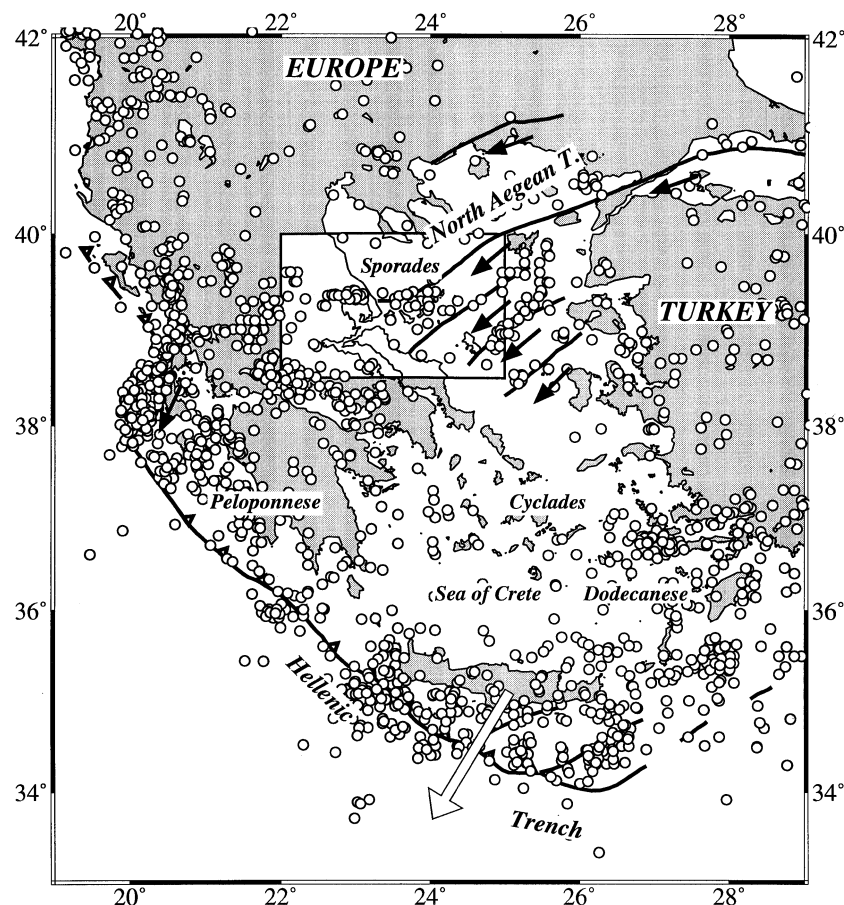 20° 22° 24° 26° 28°
42° 42°
EUROPE
North Aegean T.
40° 40°
Sporades
TURKEY
38° 38°
Peloponnese Cyclades
Sea of Crete Dodecanese
36° 36°
Hellenic
34° 34°
Trench
20° 22° 24° 26° 28°